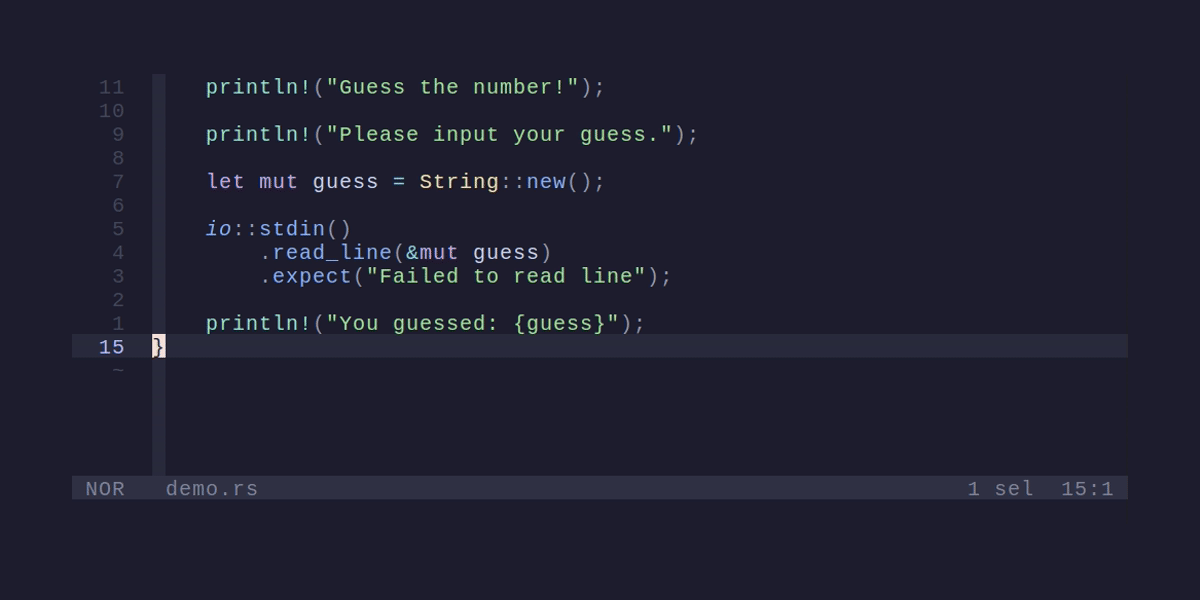 11      println!("Guess the number!");
10
9      println!("Please input your guess.");
8
7      let mut guess = String::new();
6
5      io::stdin()
4          .read_line(&mut guess)
3          .expect("Failed to read line");
2
1      println!("You guessed: {guess}");
15  }
~
NOR   demo.rs   1 sel  15:1